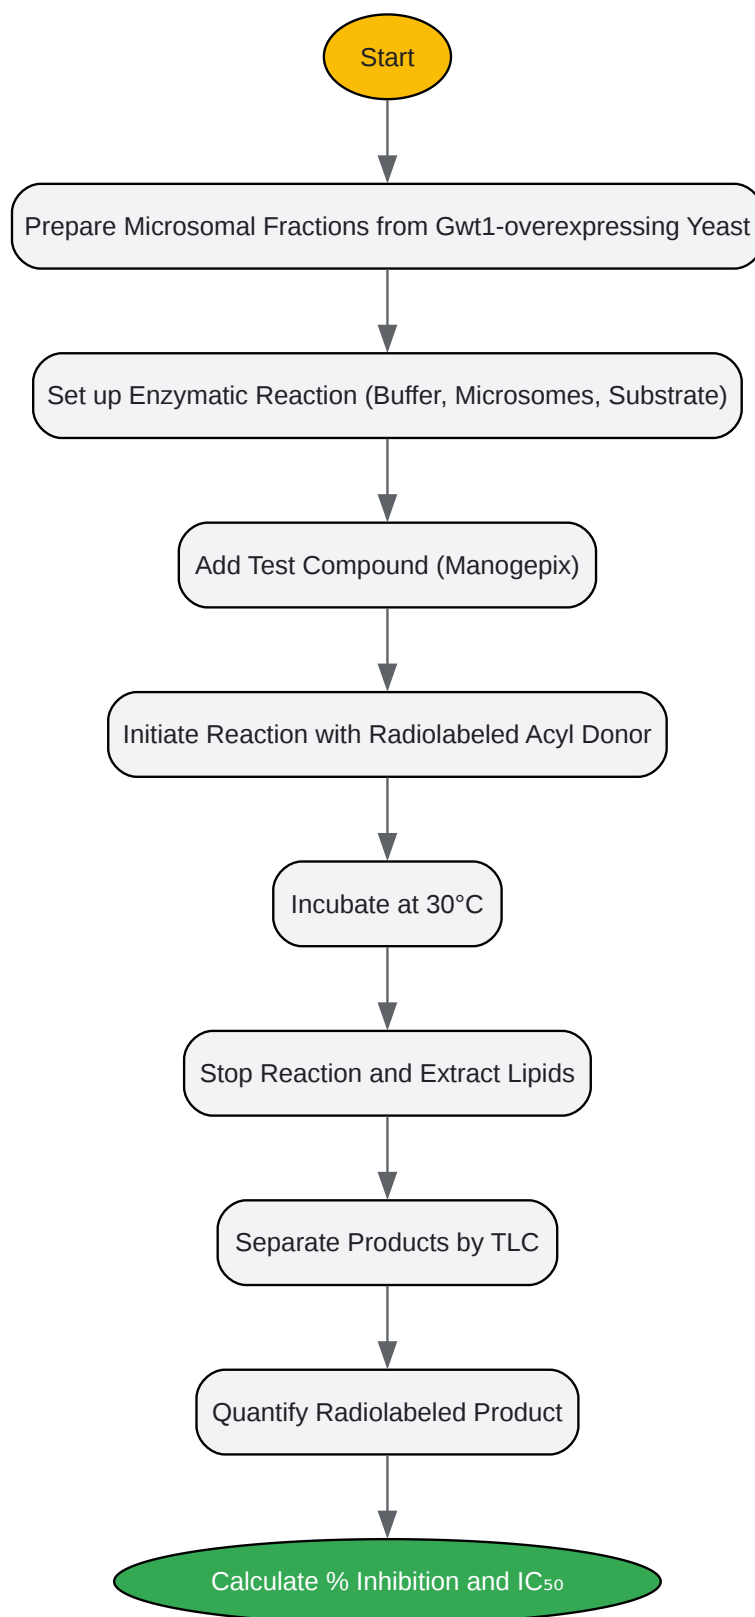 Start
Prepare Microsomal Fractions from Gwt1-overexpressing Yeast
Set up Enzymatic Reaction (Buffer, Microsomes, Substrate)
Add Test Compound (Manogepix)
Initiate Reaction with Radiolabeled Acyl Donor
Incubate at 30°C
Stop Reaction and Extract Lipids
Separate Products by TLC
Quantify Radiolabeled Product
Calculate % Inhibition and IC₅₀